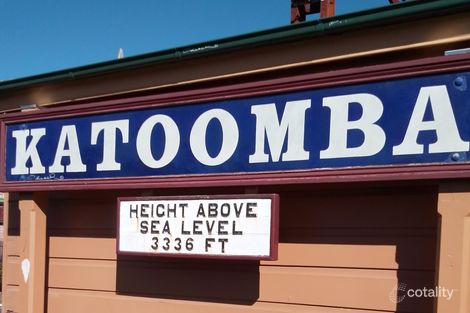 KATOOMBA
HEIGHT ABOVE
SEA LEVEL
3336 FT
cotality